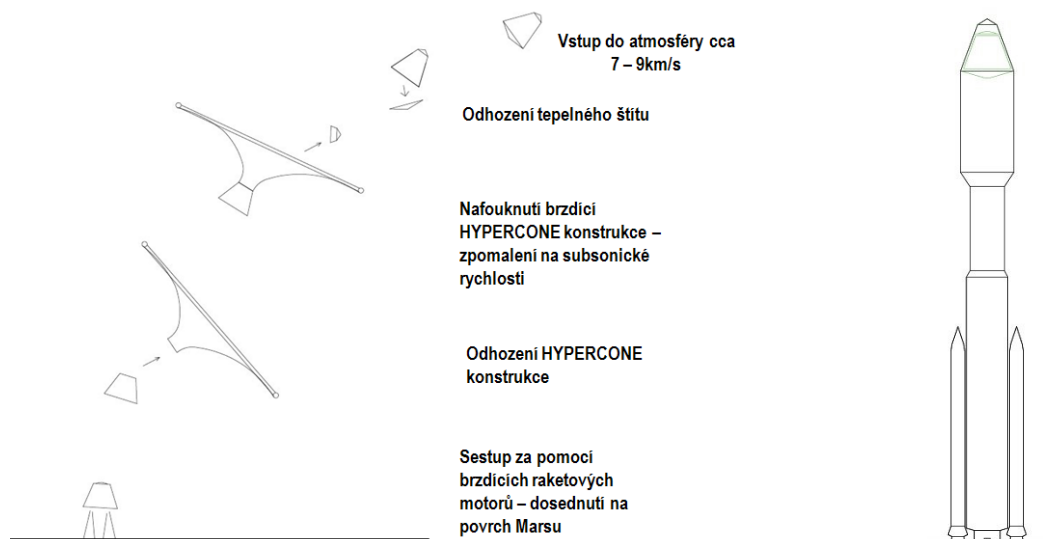 Vstup do atmosféry cca
7 – 9km/s
Odhození tepelného štítu
Nafouknutí brzdící
HYPERCONE konstrukce –
zpomalení na subsonické
rychlosti
Odhození HYPERCONE
konstrukce
Sestup za pomocí
brzdících raketových
motorů – dosednutí na
povrch Marsu